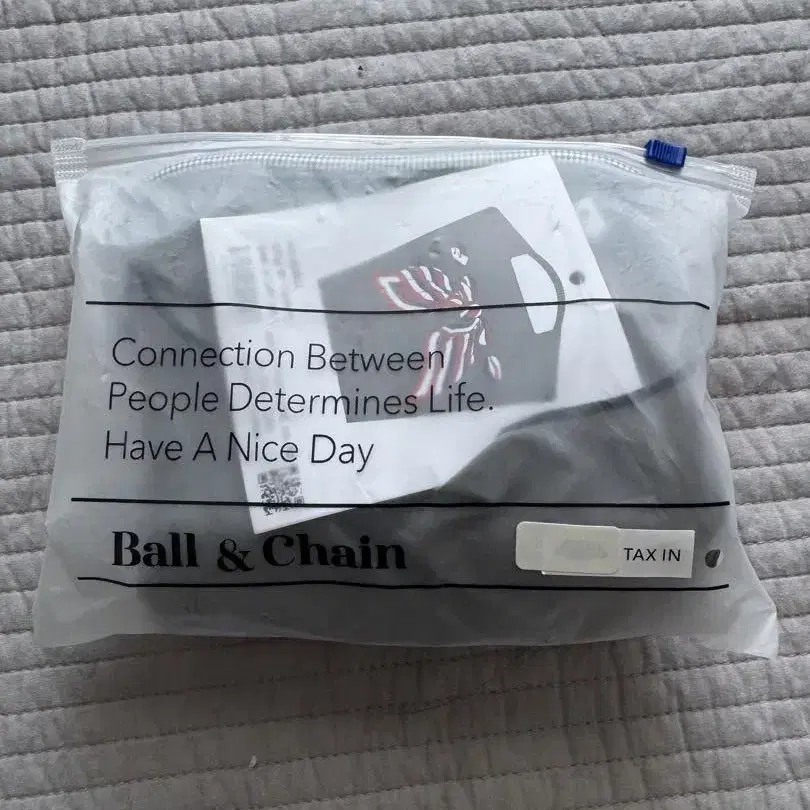 Connection Between
People Determines Life.
Have A Nice Day
Ball & Chain
TAX IN